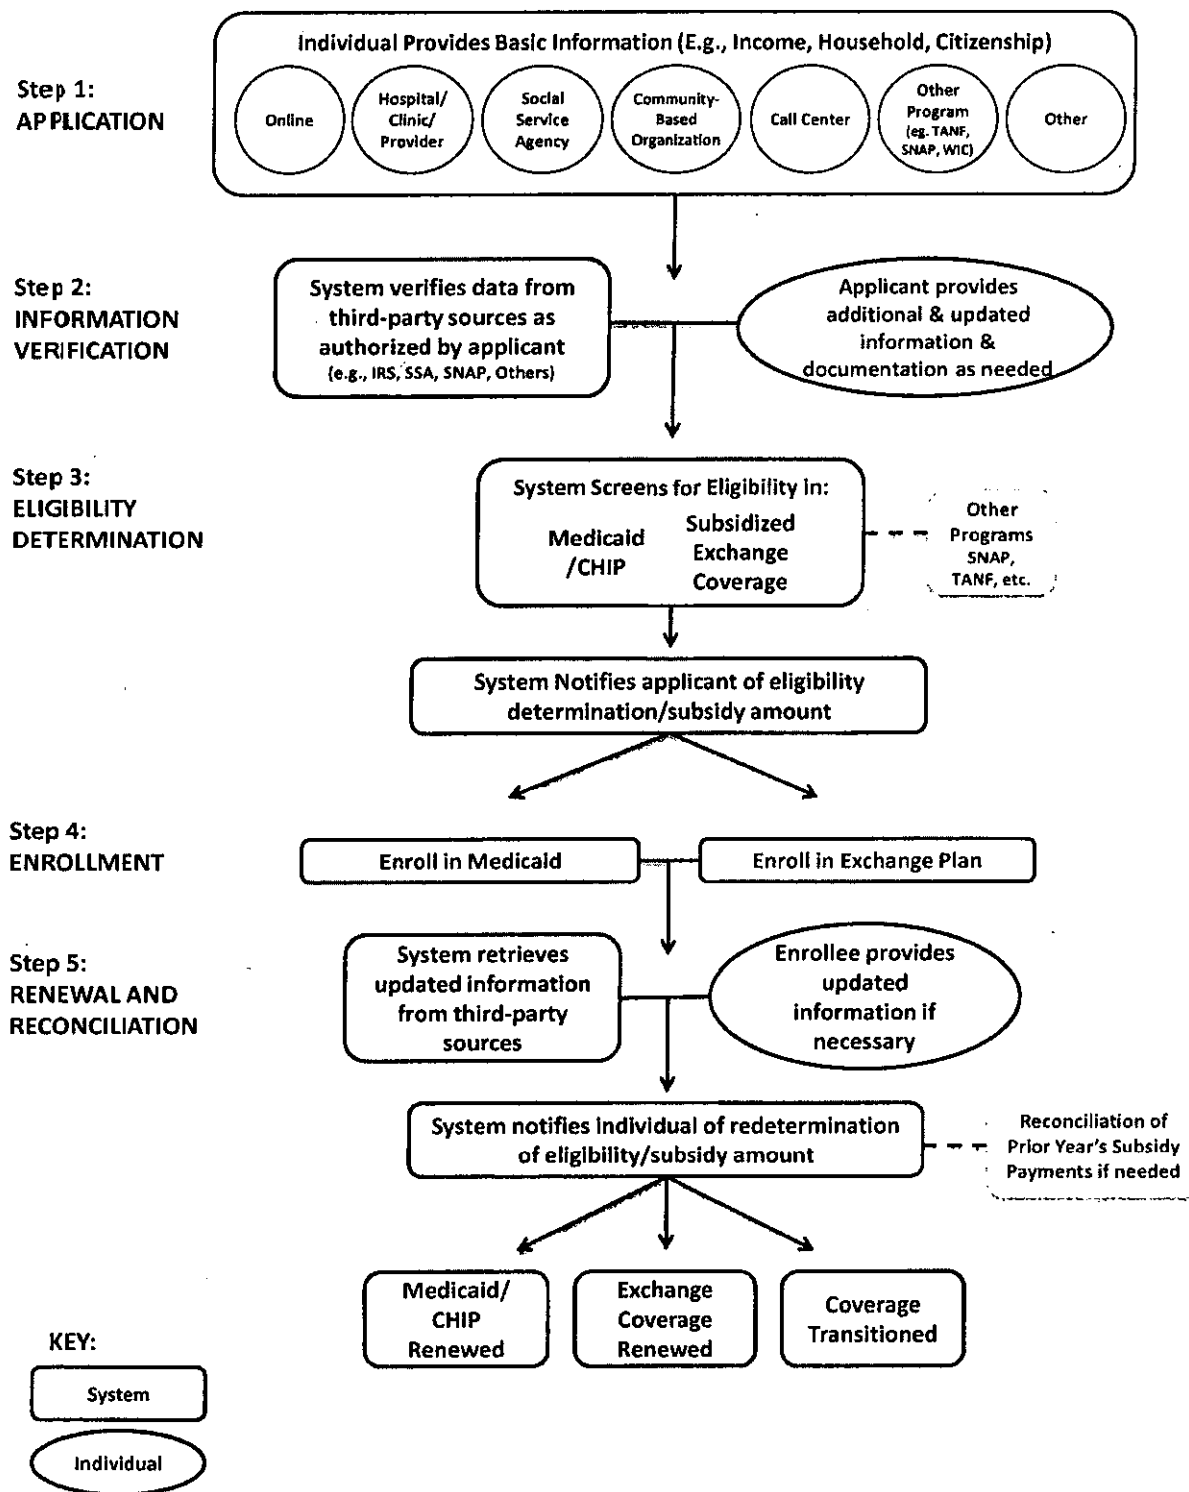 Individual Provides Basic Information (E.g., Income, Household, Citizenship)
Step 1:
APPLICATION
Online
Hospital/
Clinic/
Provider
Social
Service
Agency
Community-
Based
Organization
Call Center
Other
Program
(eg. TANF,
SNAP, WIC)
Other
Step 2:
INFORMATION
VERIFICATION
System verifies data from
third-party sources as
authorized by applicant
(e.g., IRS, SSA, SNAP, Others)
Applicant provides
additional & updated
information &
documentation as needed
Step 3:
ELIGIBILITY
DETERMINATION
System Screens for Eligibility in:
Medicaid
/CHIP
Subsidized
Exchange
Coverage
Other
Programs
SNAP,
TANF, etc.
System Notifies applicant of eligibility
determination/subsidy amount
Step 4:
ENROLLMENT
Enroll in Medicaid
Enroll in Exchange Plan
Step 5:
RENEWAL AND
RECONCILIATION
System retrieves
updated information
from third-party
sources
Enrollee provides
updated
information if
necessary
System notifies individual of redetermination
of eligibility/subsidy amount
Reconciliation of
Prior Year's Subsidy
Payments if needed
Medicaid/
CHIP
Renewed
Exchange
Coverage
Renewed
Coverage
Transitioned
KEY:
System
Individual